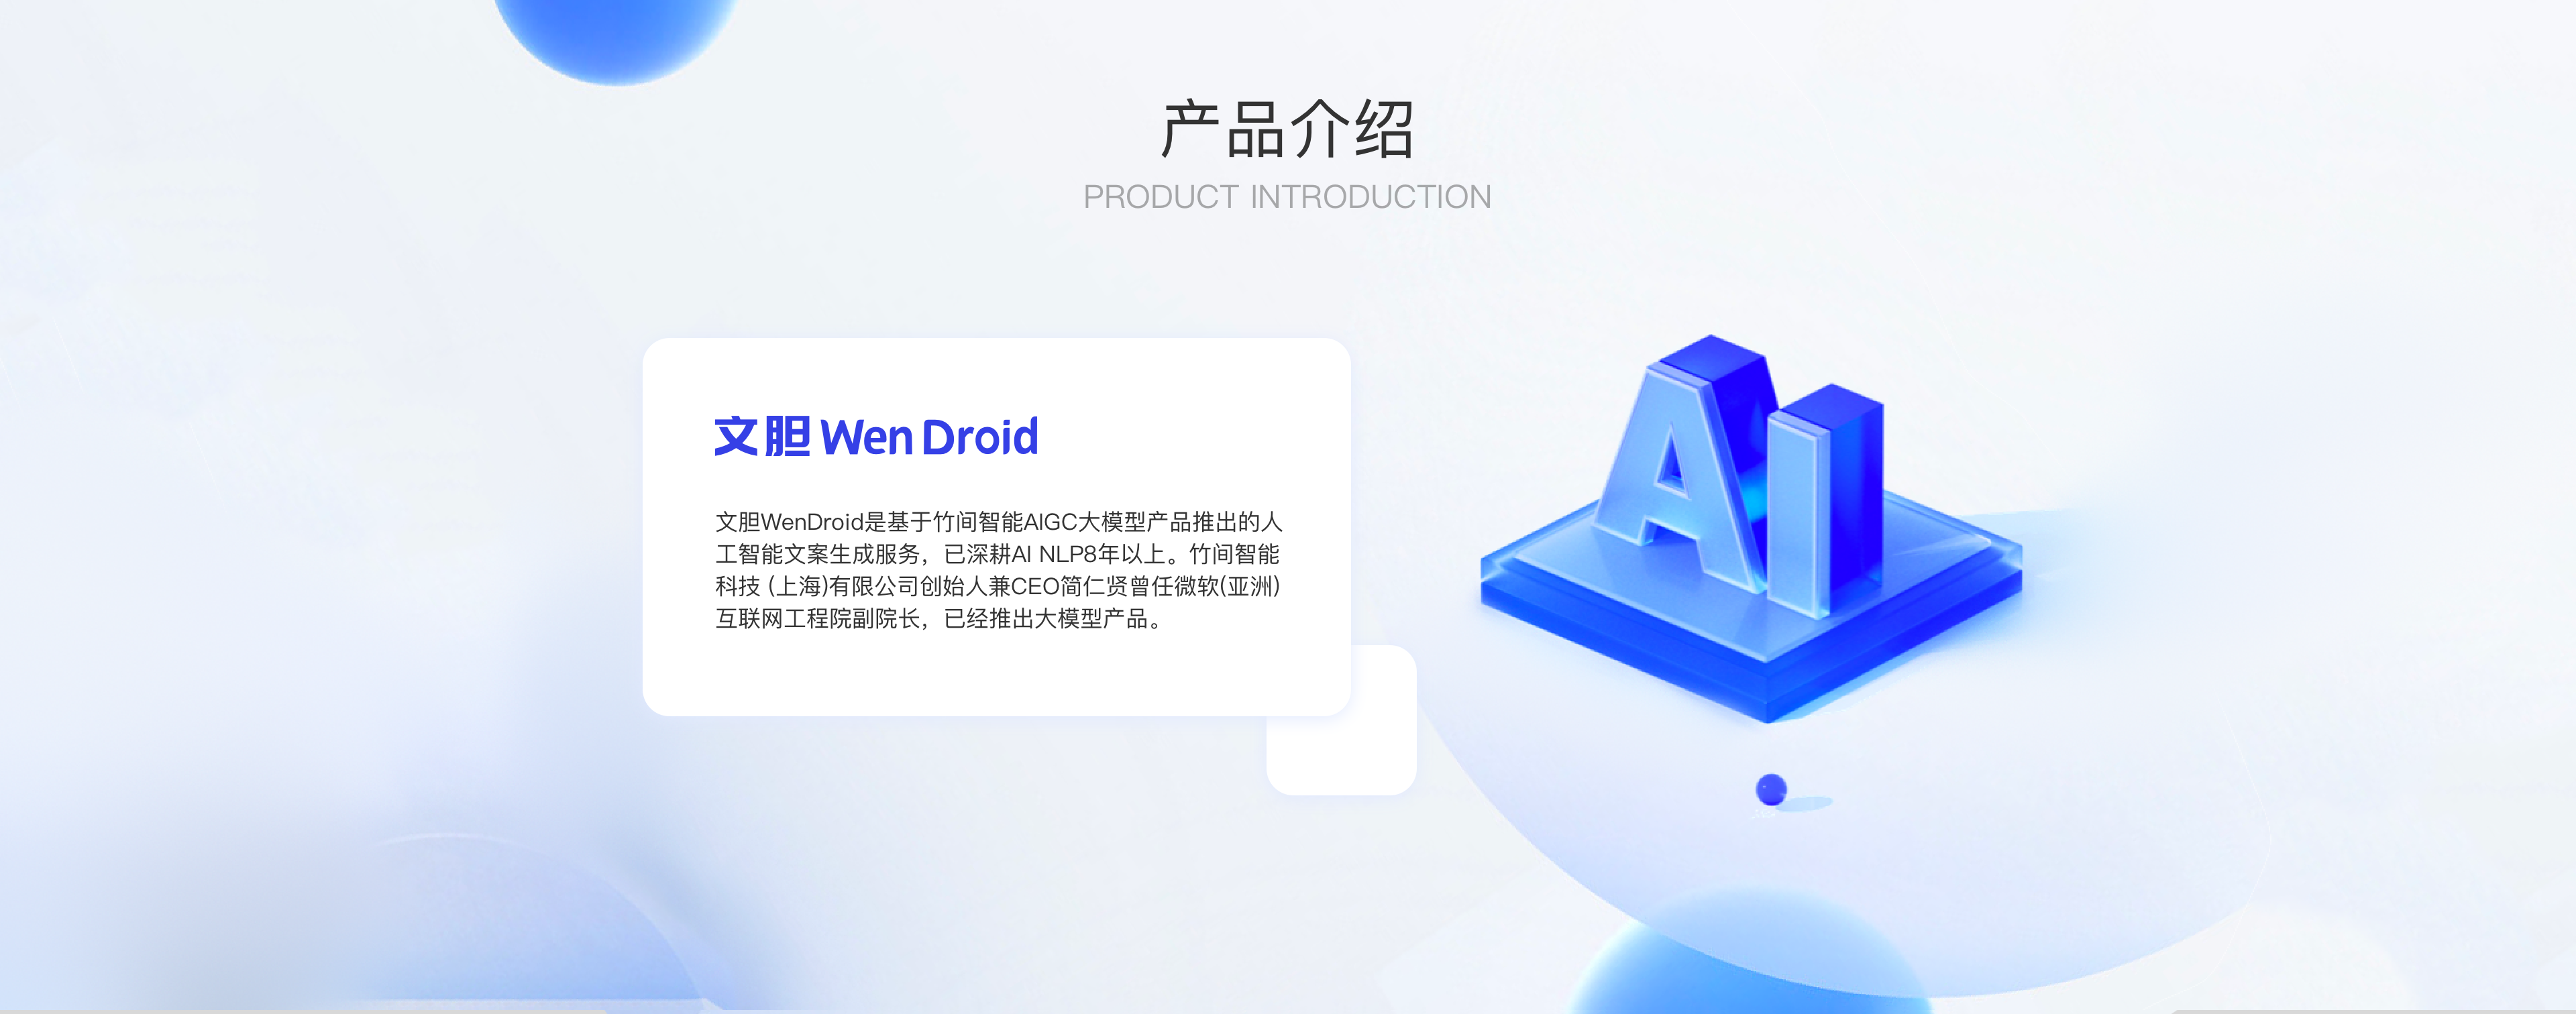 产品介绍
PRODUCT INTRODUCTION
文胆 Wen Droid
文胆WenDroid是基于竹间智能AIGC大模型产品推出的人
工智能文案生成服务，已深耕AI NLP8年以上。竹间智能
科技 (上海)有限公司创始人兼CEO简仁贤曾任微软(亚洲)
互联网工程院副院长，已经推出大模型产品。
AI